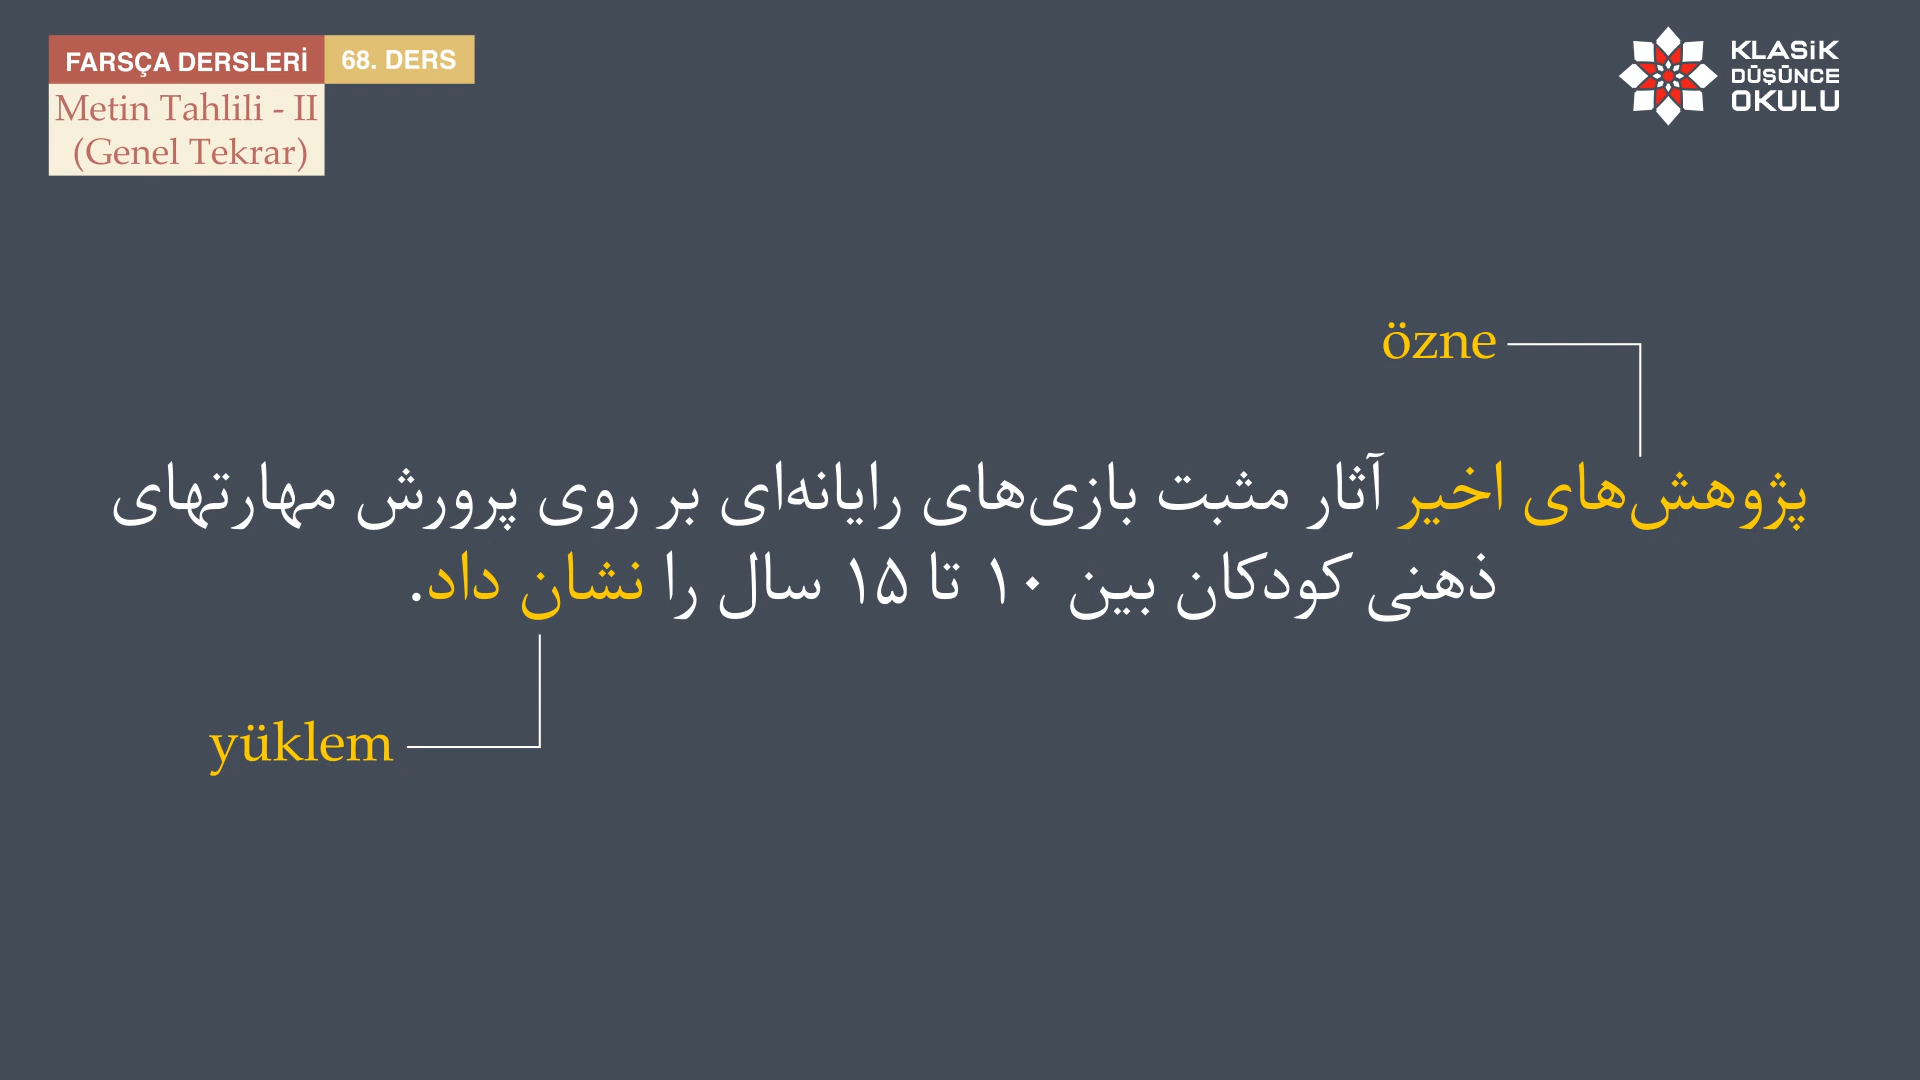 FARSÇA DERSLERİ
68. DERS
Metin Tahlili - II
(Genel Tekrar)
KLASiK
DÜŞÜNCE
OKULU
özne
پژوهش‌های اخیر آثار مثبت بازی‌های رایانه‌ای بر روی پرورش مهارتهای
ذهنی کودکان بین ۱۰ تا ۱۵ سال را نشان داد.
yüklem